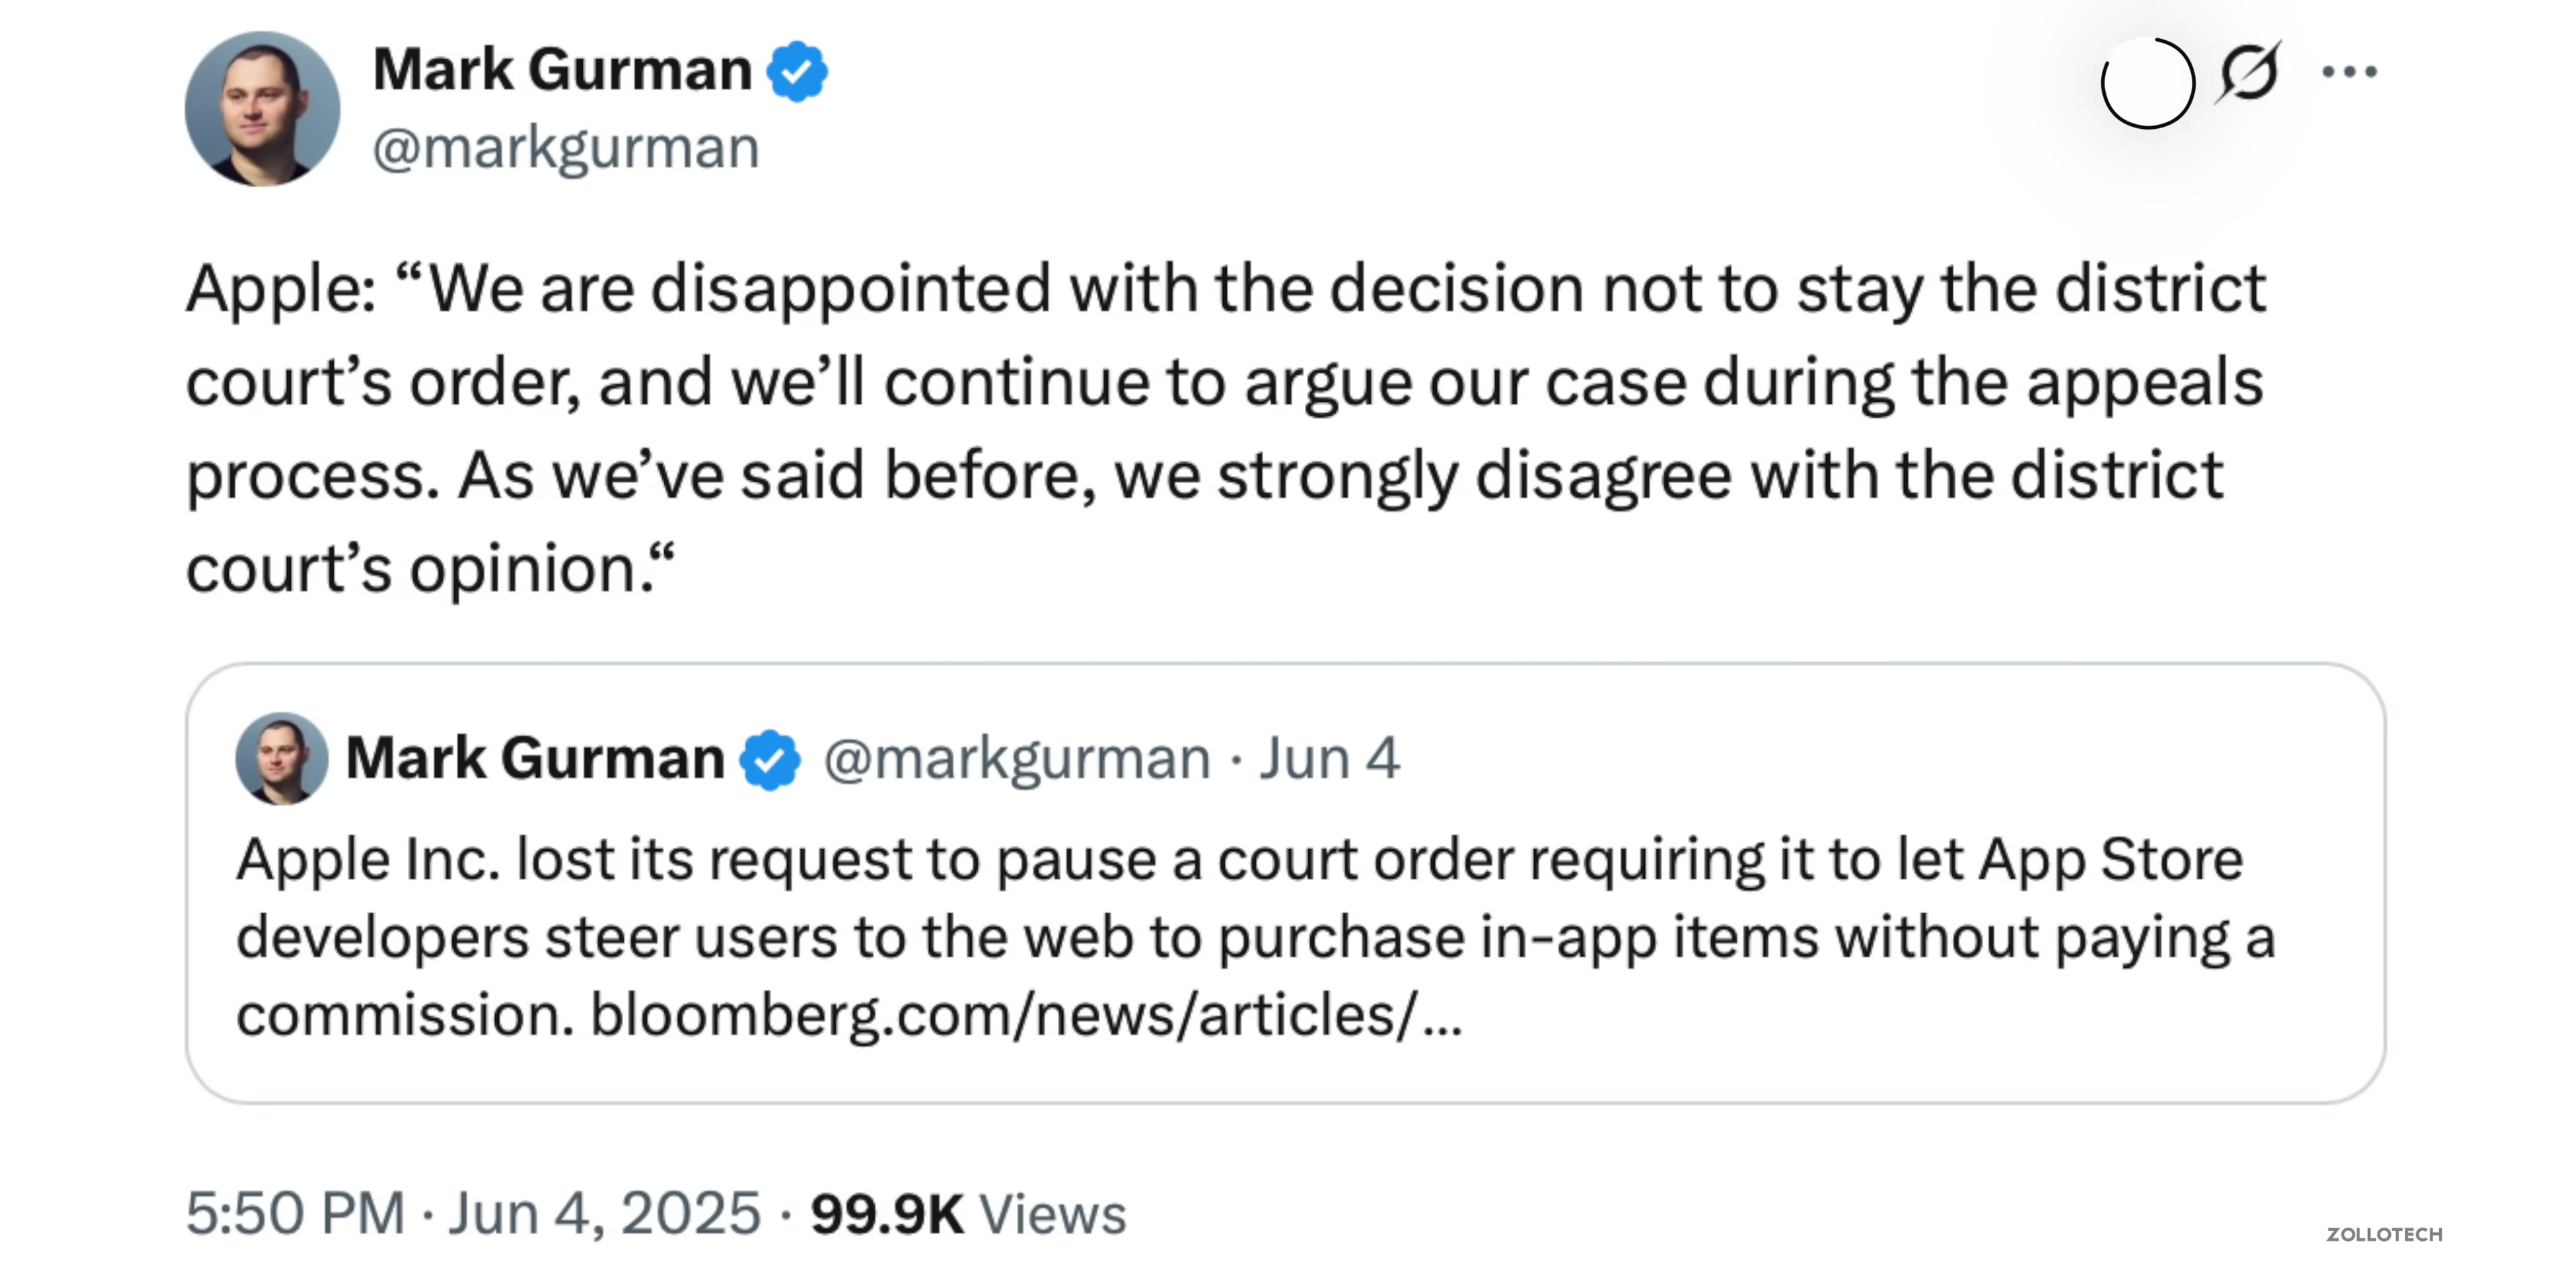 Mark Gurman
@markgurman
Apple: “We are disappointed with the decision not to stay the district
court’s order, and we’ll continue to argue our case during the appeals
process. As we’ve said before, we strongly disagree with the district
court’s opinion.“
Mark Gurman @markgurman · Jun 4
Apple Inc. lost its request to pause a court order requiring it to let App Store
developers steer users to the web to purchase in-app items without paying a
commission. bloomberg.com/news/articles/…
5:50 PM · Jun 4, 2025 · 99.9K Views
ZOLLOTECH